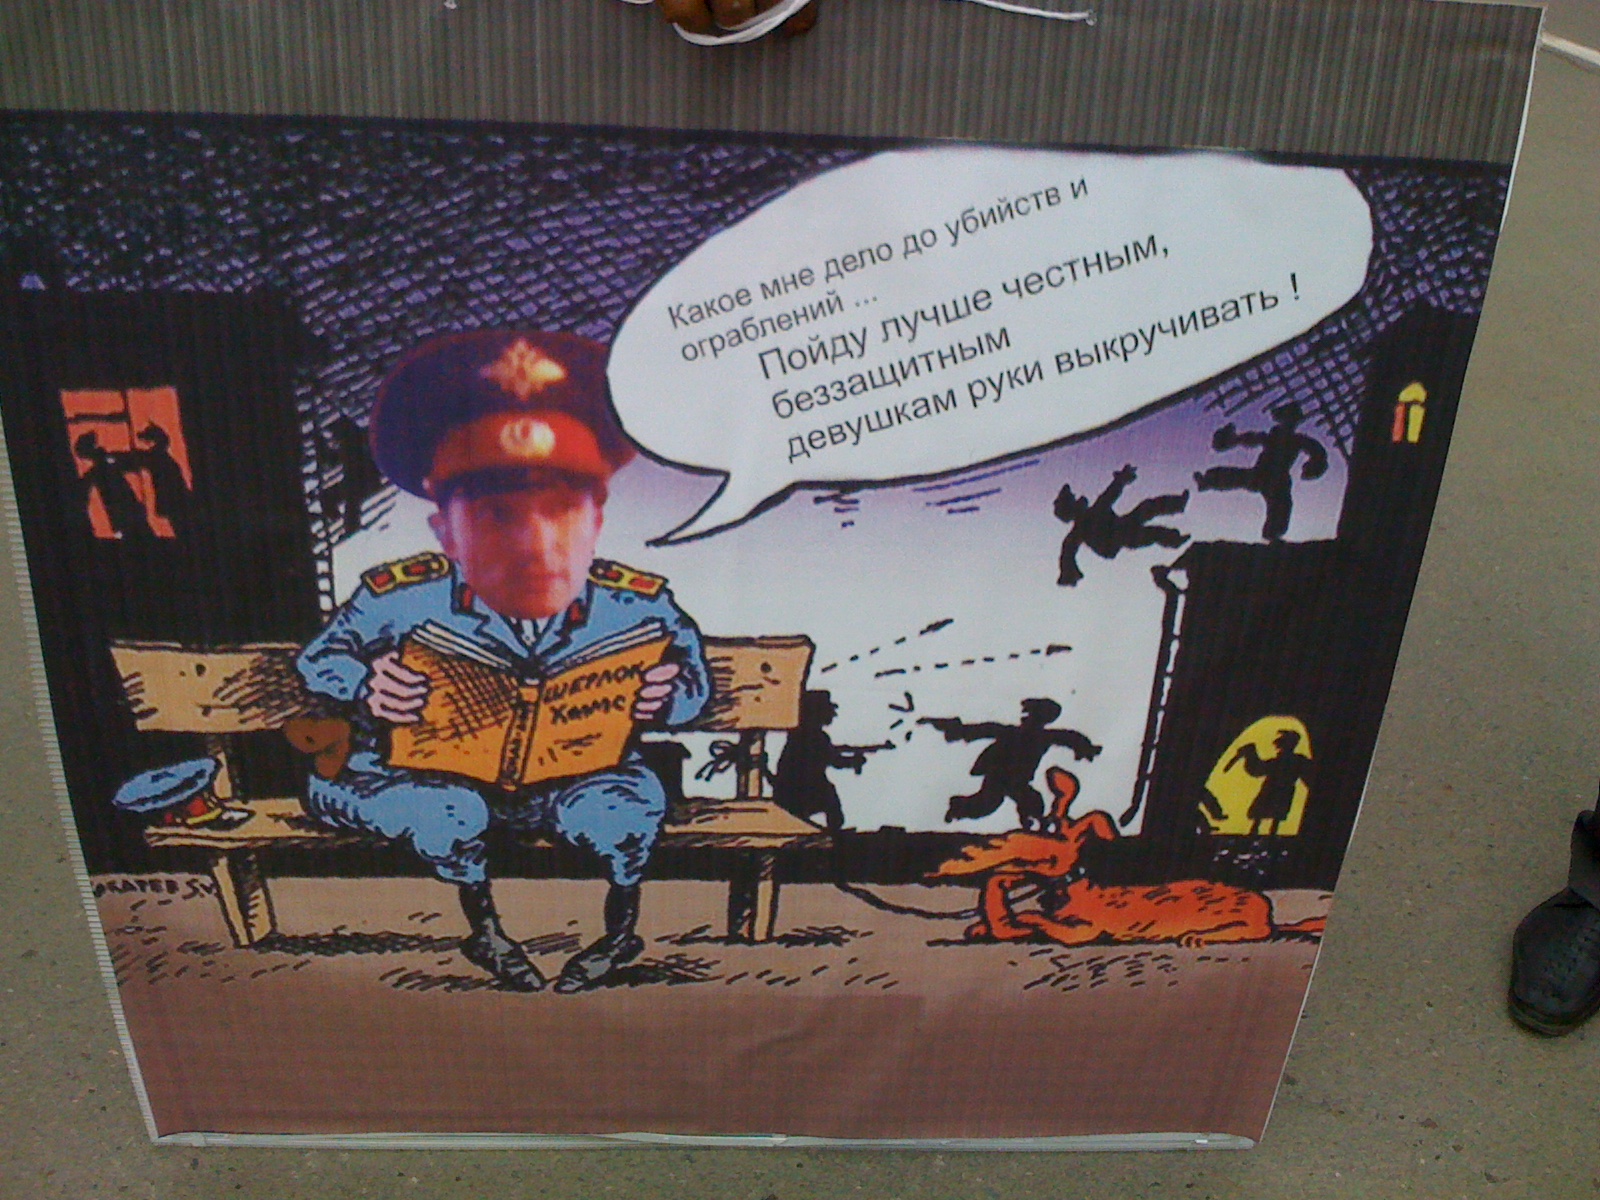 Какое мне дело до убийств и
ограблений ...
Пойду лучше честным,
беззащитным
девушкам руки выкручивать !
ШЕРЛОК
Холмс